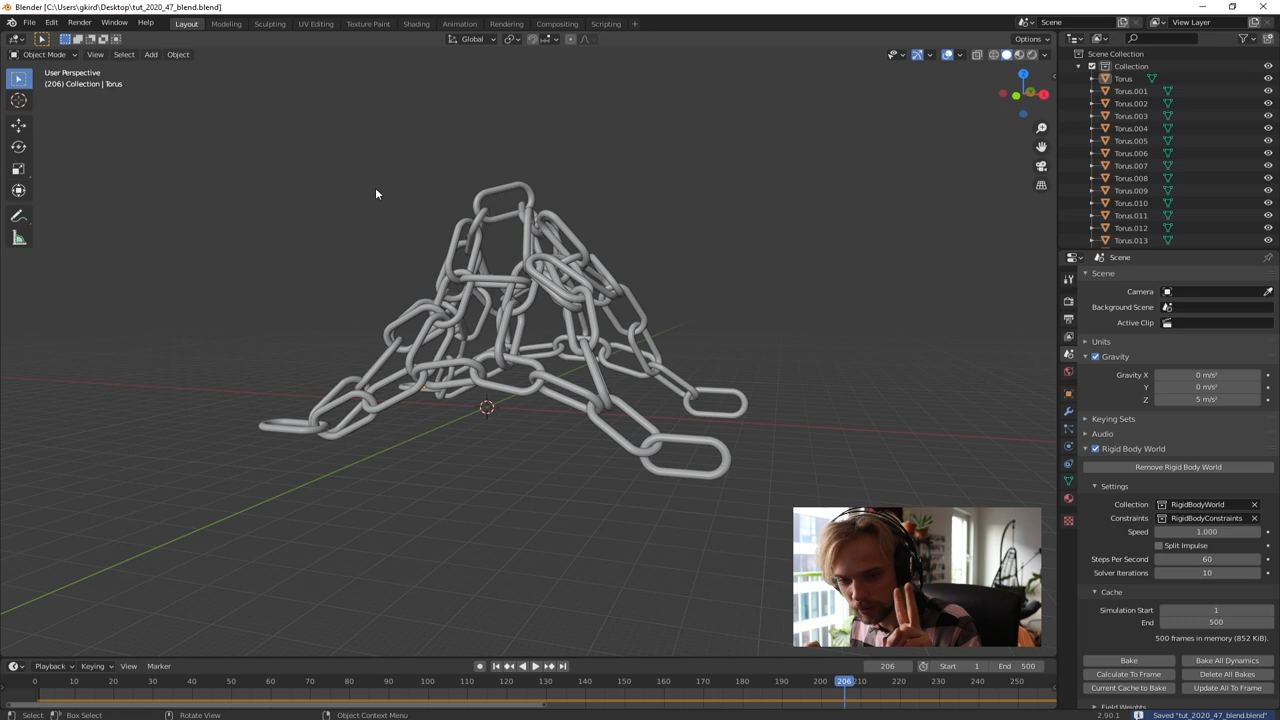 Blender [C:\Users\gkird\Desktop\tut_2020_47_blend.blend]
File Edit Render Window Help Layout Modeling Sculpting UV Editing Texture Paint Shading Animation Rendering Compositing Scripting Scene View Layer
Global Options
Object Mode View Select Add Object
User Perspective
(206) Collection | Torus
Scene Collection
Collection
Torus
Torus.001
Torus.002
Torus.003
Torus.004
Torus.005
Torus.006
Torus.007
Torus.008
Torus.009
Torus.010
Torus.011
Torus.012
Torus.013
Scene
Scene
Camera
Background Scene
Active Clip
Units
Gravity
Gravity X 0 m/s²
Y 0 m/s²
Z 5 m/s²
Keying Sets
Audio
Rigid Body World
Remove Rigid Body World
Settings
Collection RigidBodyWorld
Constraints RigidBodyConstraints
Speed 1.000
Split Impulse
Steps Per Second 60
Solver Iterations 10
Cache
Simulation Start 1
End 500
500 frames in memory (852 KiB).
Bake Bake All Dynamics
Calculate To Frame Delete All Bakes
Current Cache to Bake Update All To Frame
Field Weights
Playback Keying View Marker 206 Start 1 End 500
0 10 20 30 40 50 60 70 80 90 100 110 120 130 140 150 160 170 180 190 200 206 210 220 230 240 250
Select Box Select Rotate View Object Context Menu 2.90.1 Saved "tut_2020_47_blend.blend"